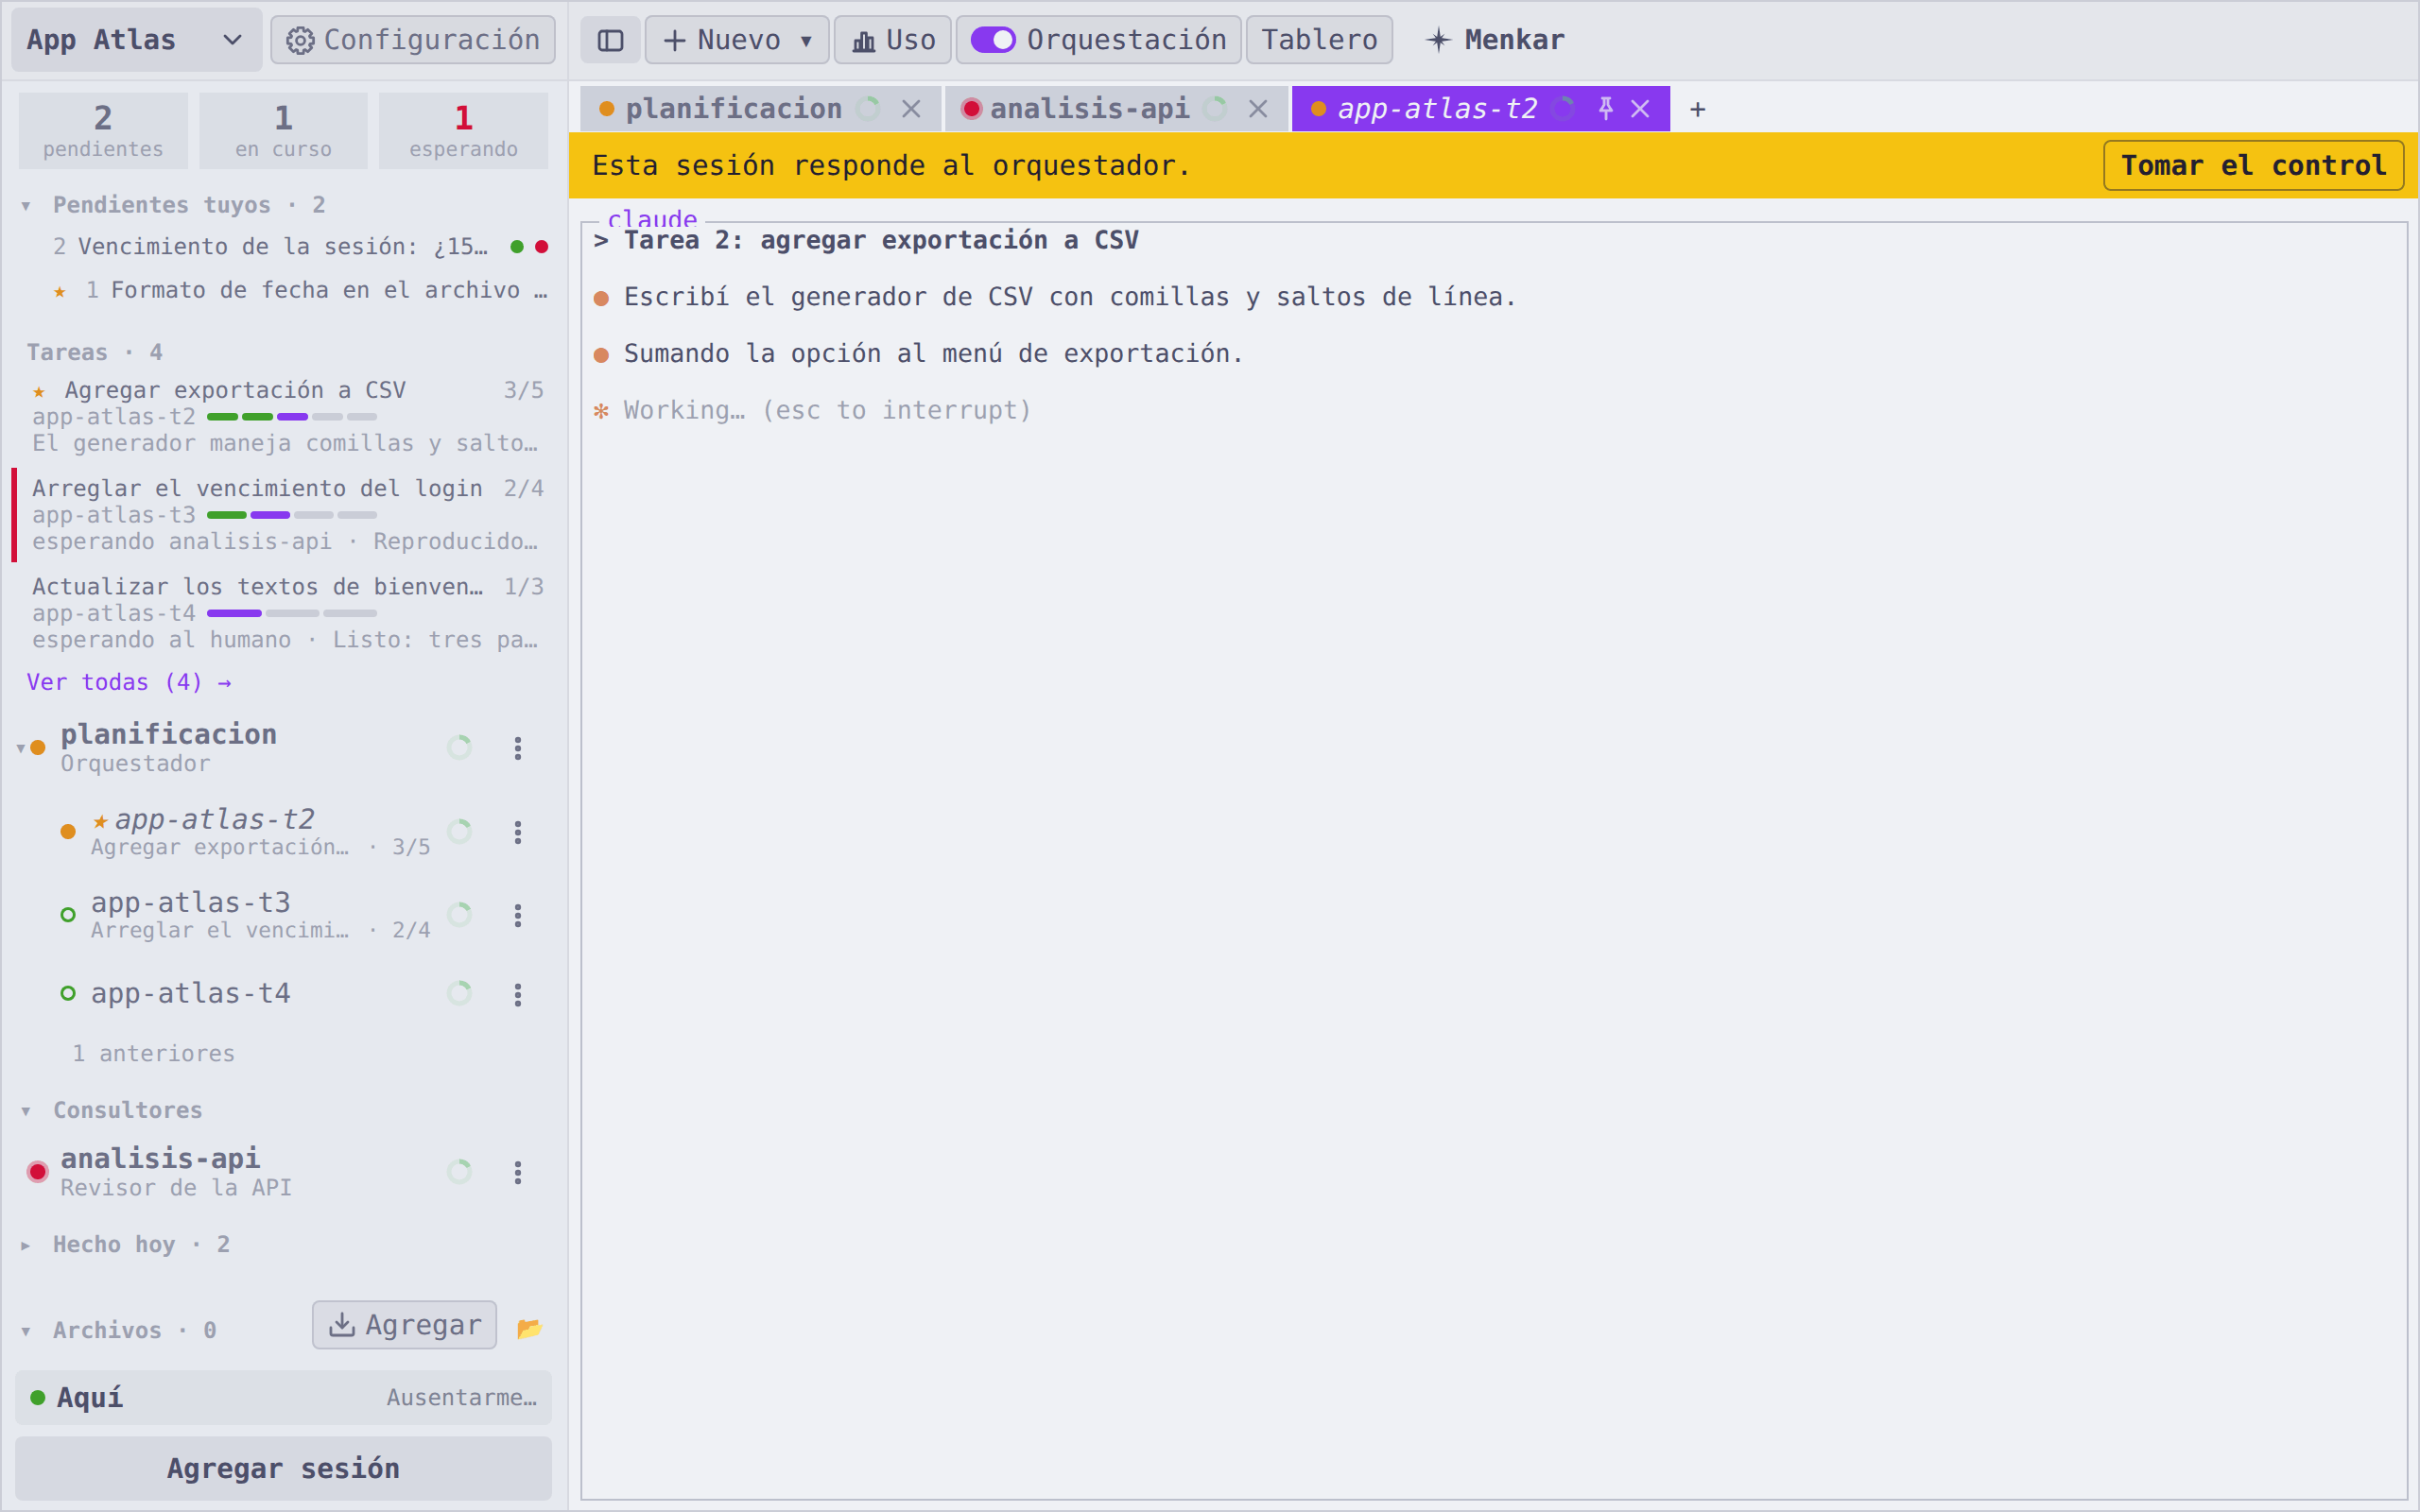 App Atlas
Configuración
Nuevo ▾
Uso
Orquestación
Tablero
Menkar
2
pendientes
1
en curso
1
esperando
planificacion
analisis-api
app-atlas-t2
+
Esta sesión responde al orquestador.
Tomar el control
▾ Pendientes tuyos · 2
2 Vencimiento de la sesión: ¿15…
★ 1 Formato de fecha en el archivo …
Tareas · 4
★ Agregar exportación a CSV 3/5
app-atlas-t2
El generador maneja comillas y salto…
Arreglar el vencimiento del login 2/4
app-atlas-t3
esperando analisis-api · Reproducido…
Actualizar los textos de bienven… 1/3
app-atlas-t4
esperando al humano · Listo: tres pa…
Ver todas (4) →
▾ planificacion
Orquestador
★ app-atlas-t2
Agregar exportación… · 3/5
app-atlas-t3
Arreglar el vencimi… · 2/4
app-atlas-t4
1 anteriores
▾ Consultores
analisis-api
Revisor de la API
▸ Hecho hoy · 2
▾ Archivos · 0
Agregar
Aquí
Ausentarme…
Agregar sesión
claude
> Tarea 2: agregar exportación a CSV
● Escribí el generador de CSV con comillas y saltos de línea.
● Sumando la opción al menú de exportación.
✻ Working… (esc to interrupt)